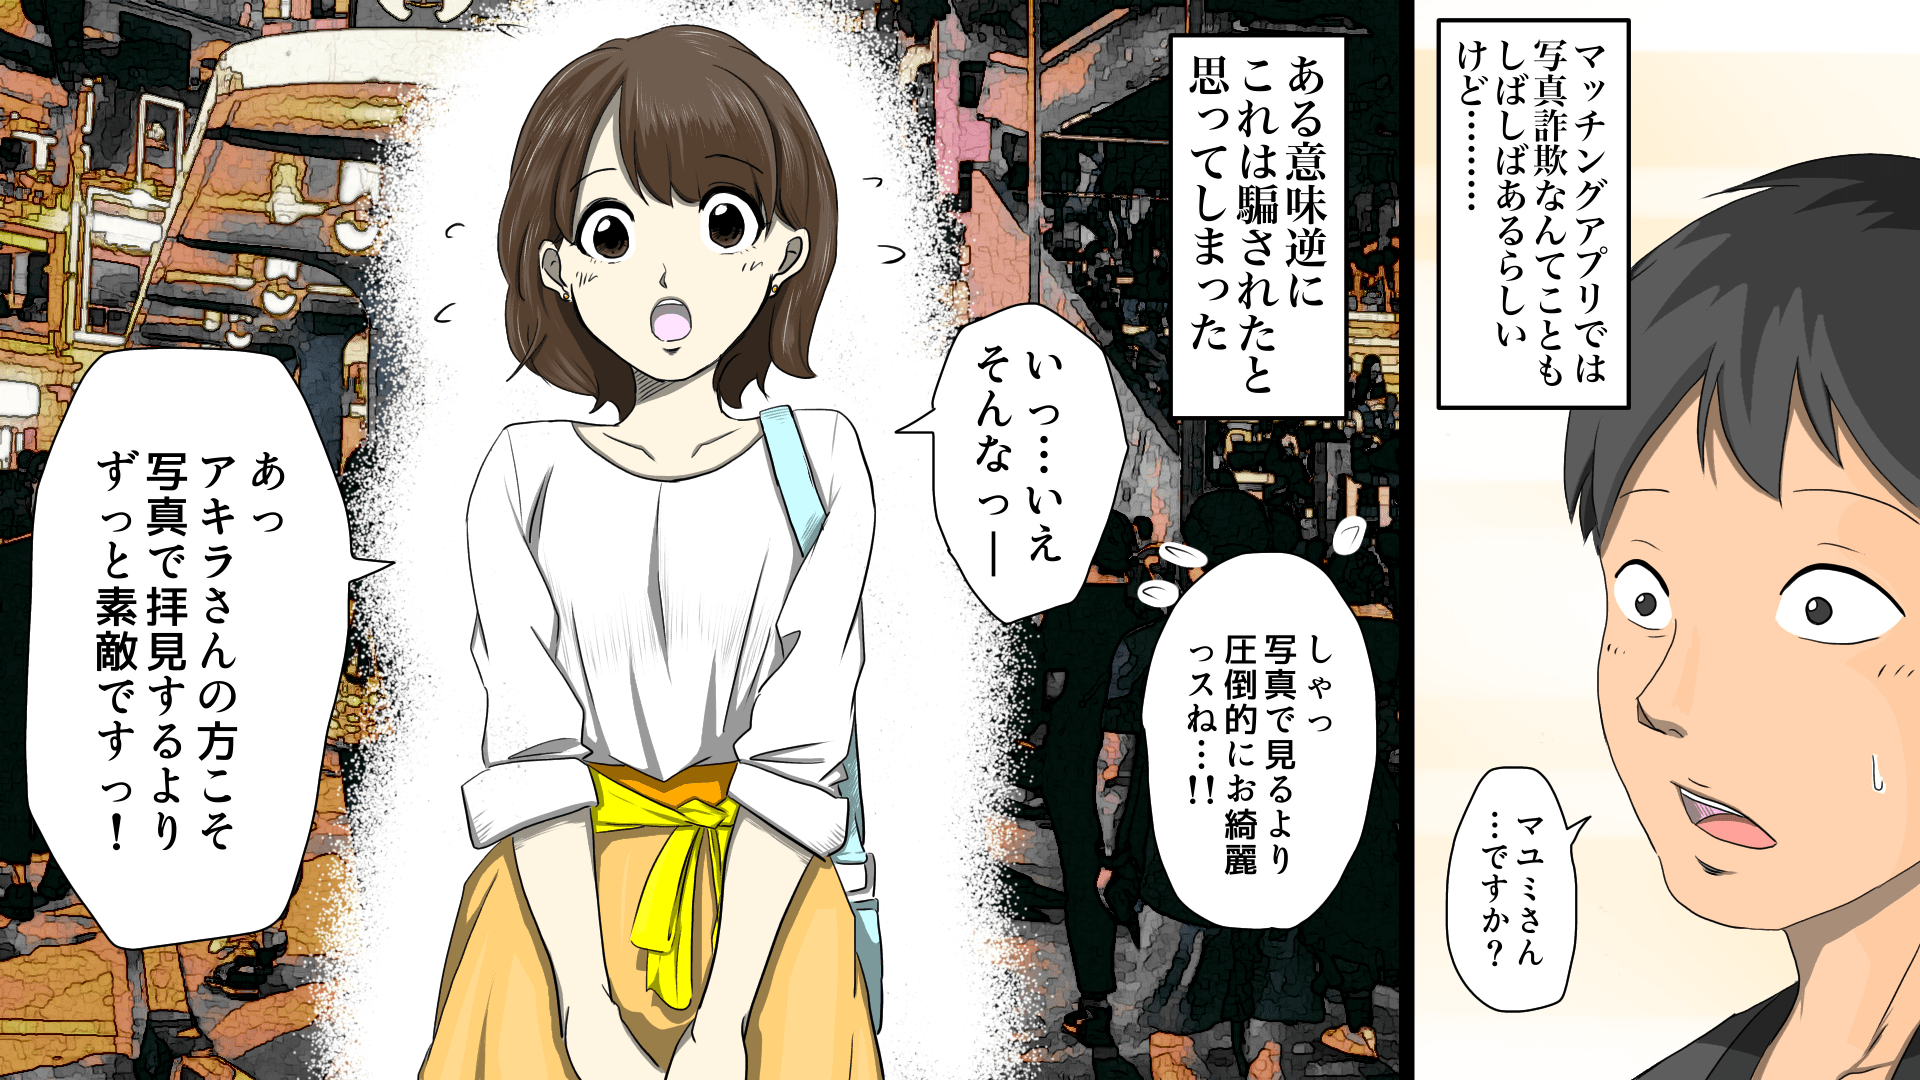 マッチングアプリでは
写真詐欺なんてことも
しばしばあるらしい
けど………
マユミさん
…ですか？
ある意味逆に
これは騙されたと
思ってしまった
しゃっ
写真で見るより
圧倒的にお綺麗
っスね…!!
いっ…いえ
そんなっー
あっ
アキラさんの方こそ
写真で拝見するより
ずっと素敵ですっ！